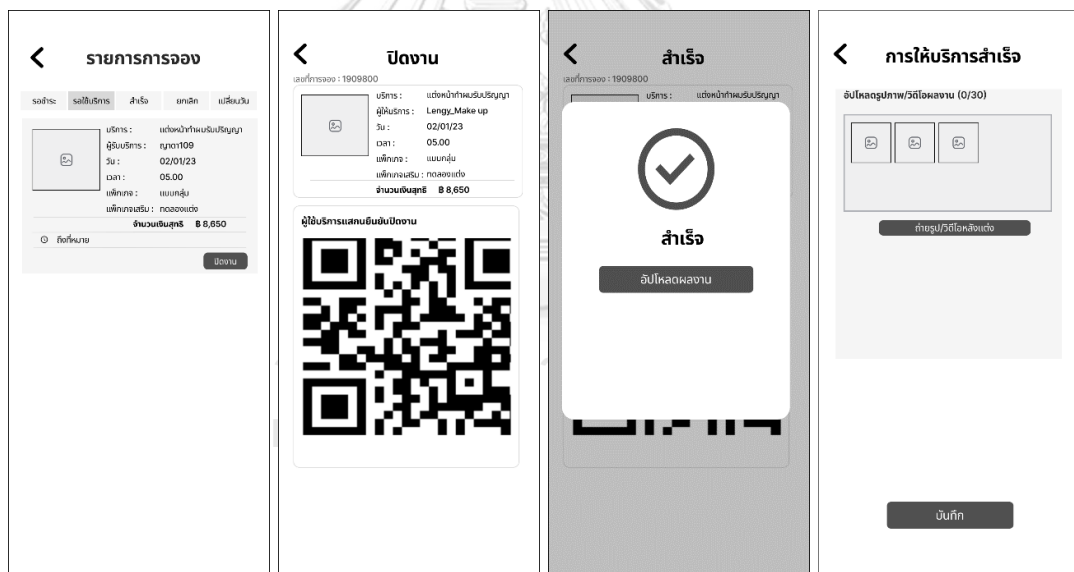 รายการการจอง
รอชำระ รอใช้บริการ สำเร็จ ยกเลิก เปลี่ยนวัน
บริการ : แต่งหน้าทำผมรับปริญญา
ผู้รับบริการ : ญาดา109
วัน : 02/01/23
เวลา : 05.00
แพ็กเกจ : แบบกลุ่ม
แพ็กเกจเสริม : ทดลองแต่ง
จำนวนเงินสุทธิ ฿ 8,650
ถึงที่หมาย
ปิดงาน
ปิดงาน
เลขที่การจอง : 1909800
บริการ : แต่งหน้าทำผมรับปริญญา
ผู้ให้บริการ : Lengy_Make up
วัน : 02/01/23
เวลา : 05.00
แพ็กเกจ : แบบกลุ่ม
แพ็กเกจเสริม : ทดลองแต่ง
จำนวนเงินสุทธิ ฿ 8,650
ผู้ใช้บริการแสกนยืนยันปิดงาน
สำเร็จ
เลขที่การจอง : 1909800
บริการ : แต่งหน้าทำผมรับปริญญา
สำเร็จ
อัปโหลดผลงาน
การให้บริการสำเร็จ
อัปโหลดรูปภาพ/วิดีโอผลงาน (0/30)
ถ่ายรูป/วิดีโอหลังแต่ง
บันทึก